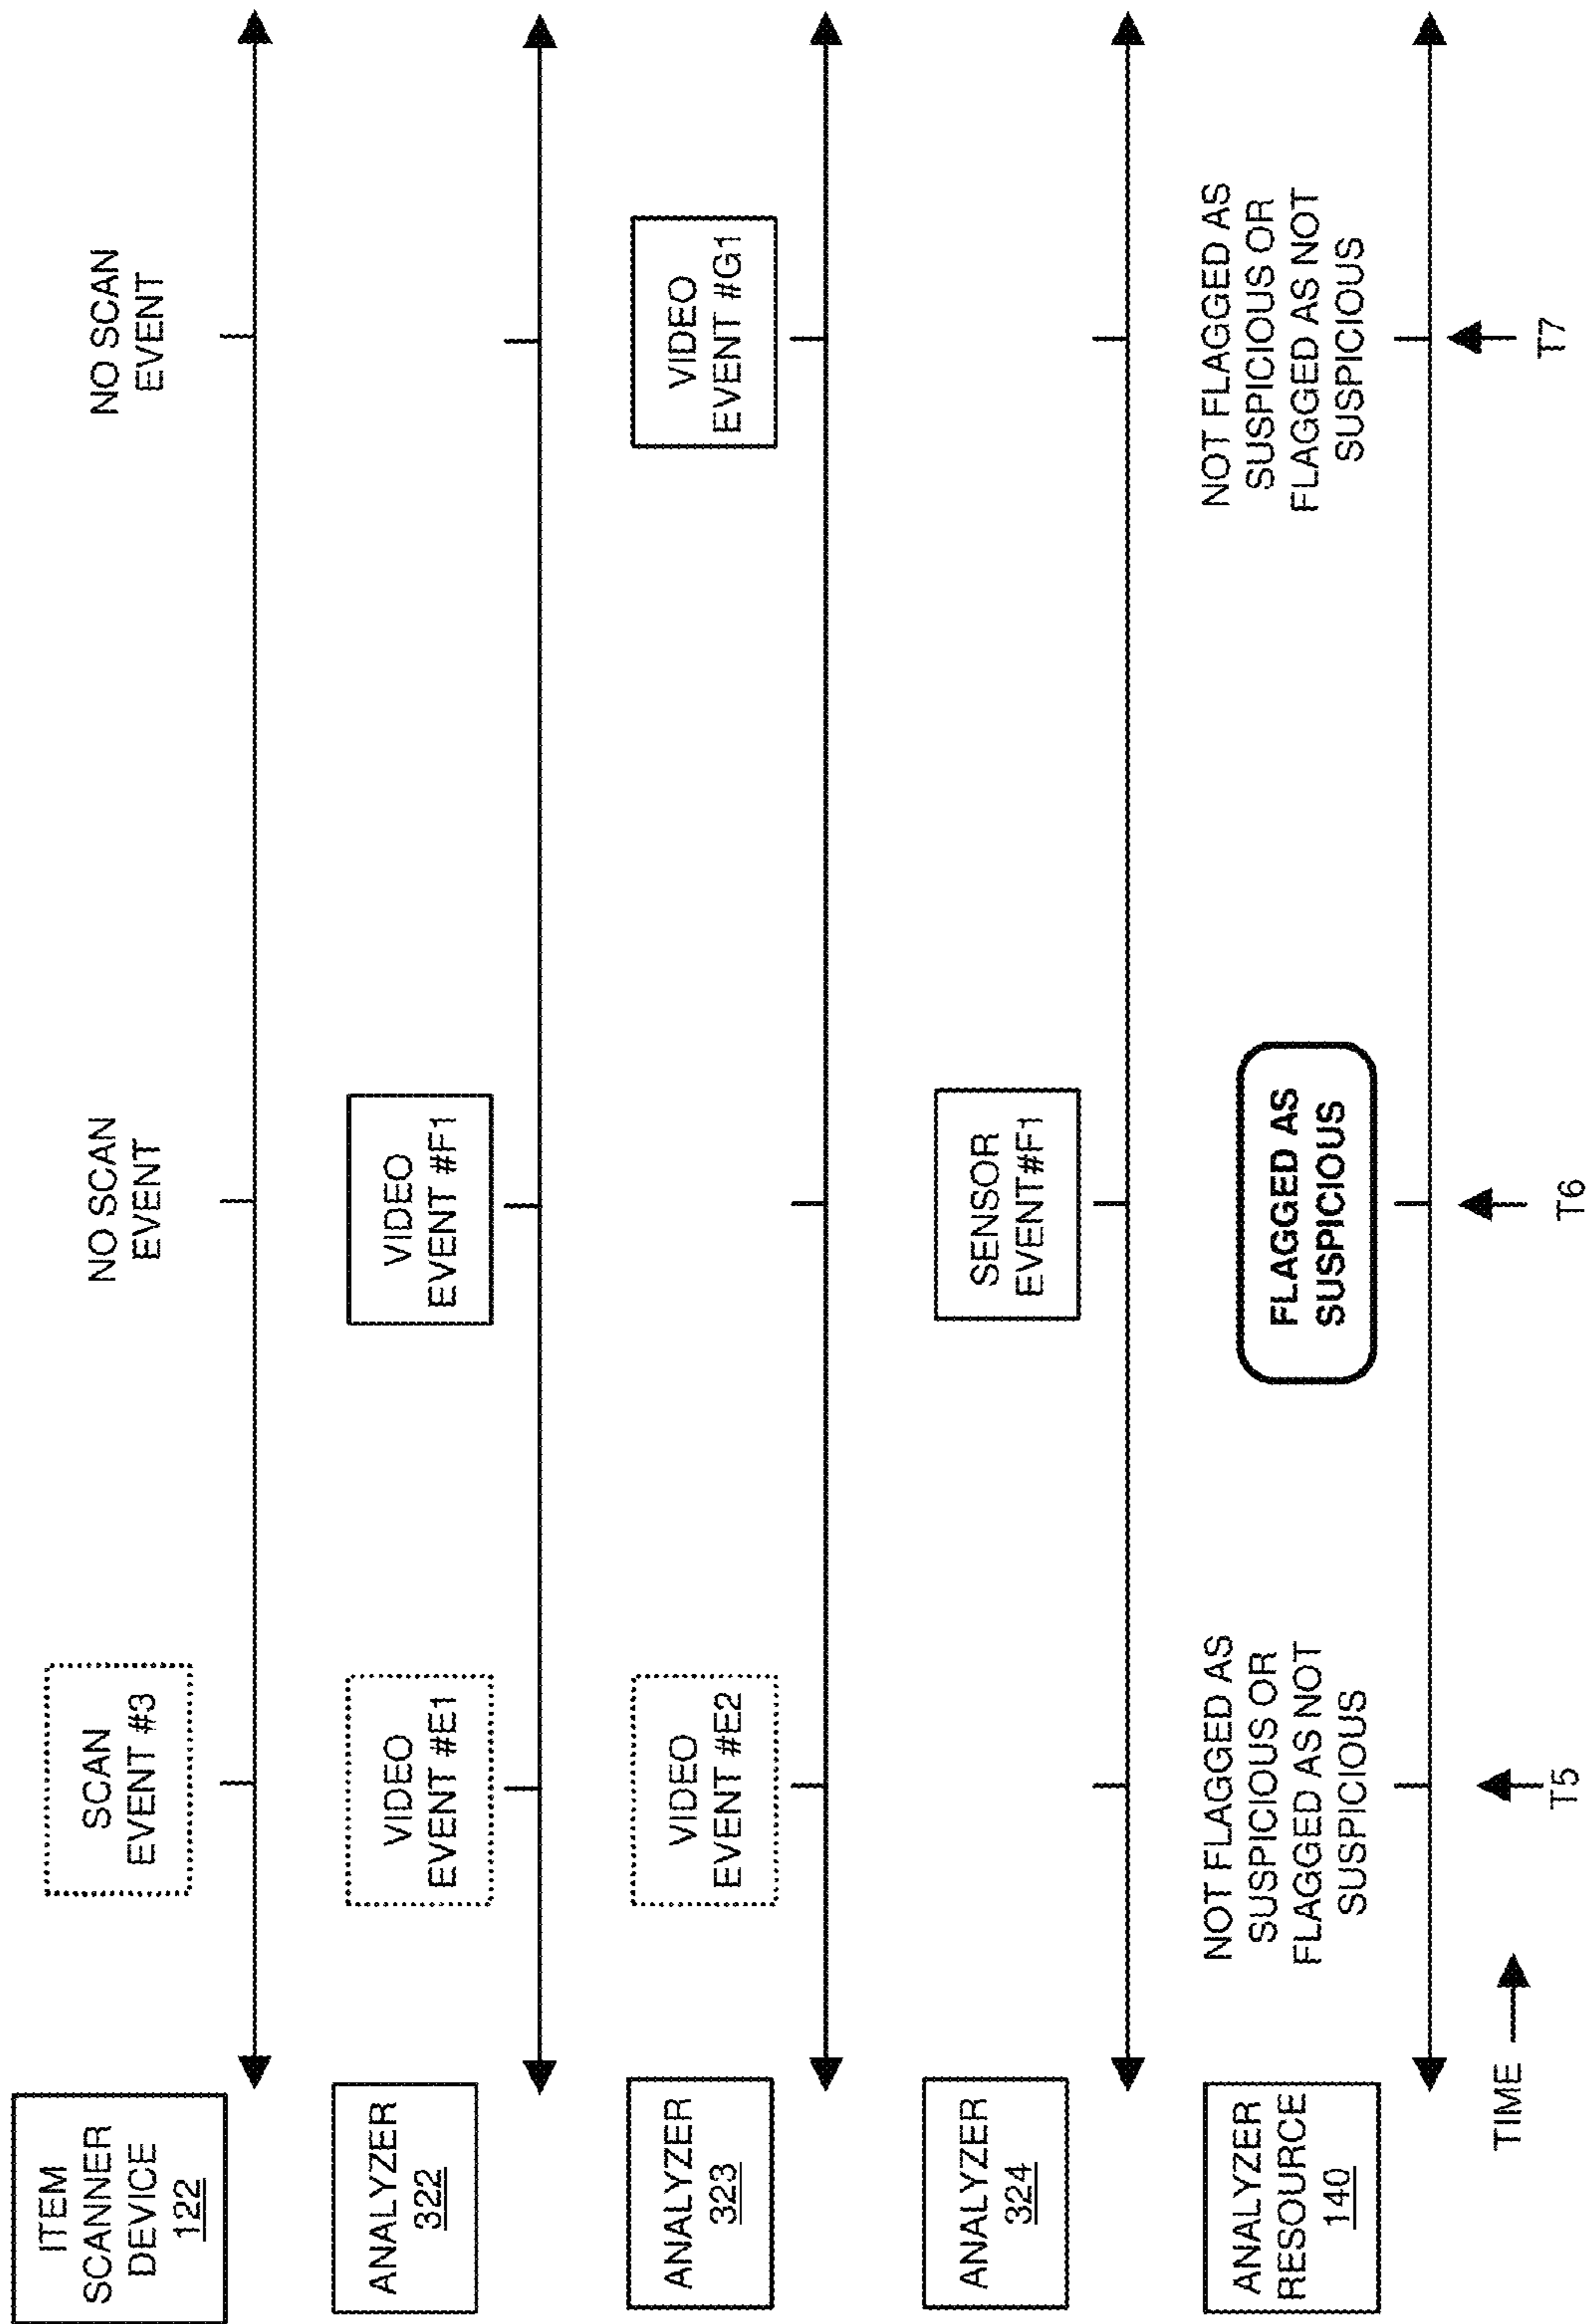 ITEM
SCANNER
DEVICE
122
SCAN
EVENT #3
NO SCAN
EVENT
NO SCAN
EVENT
ANALYZER
322
VIDEO
EVENT #E1
VIDEO
EVENT #F1
ANALYZER
323
VIDEO
EVENT #E2
VIDEO
EVENT #G1
ANALYZER
324
SENSOR
EVENT#F1
ANALYZER
RESOURCE
140
NOT FLAGGED AS
SUSPICIOUS OR
FLAGGED AS NOT
SUSPICIOUS
FLAGGED AS
SUSPICIOUS
NOT FLAGGED AS
SUSPICIOUS OR
FLAGGED AS NOT
SUSPICIOUS
TIME
T5
T6
T7